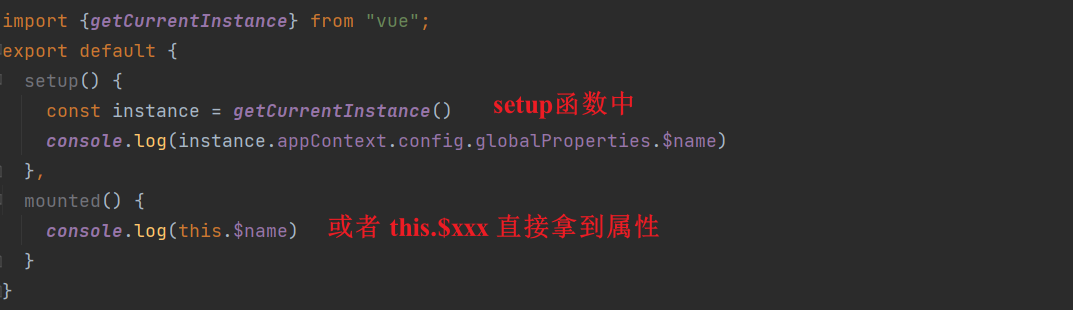 import {getCurrentInstance} from "vue";
export default {
  setup() {
    const instance = getCurrentInstance() setup函数中
    console.log(instance.appContext.config.globalProperties.$name)
  },
  mounted() {
    console.log(this.$name) 或者 this.$xxx 直接拿到属性
  }
}